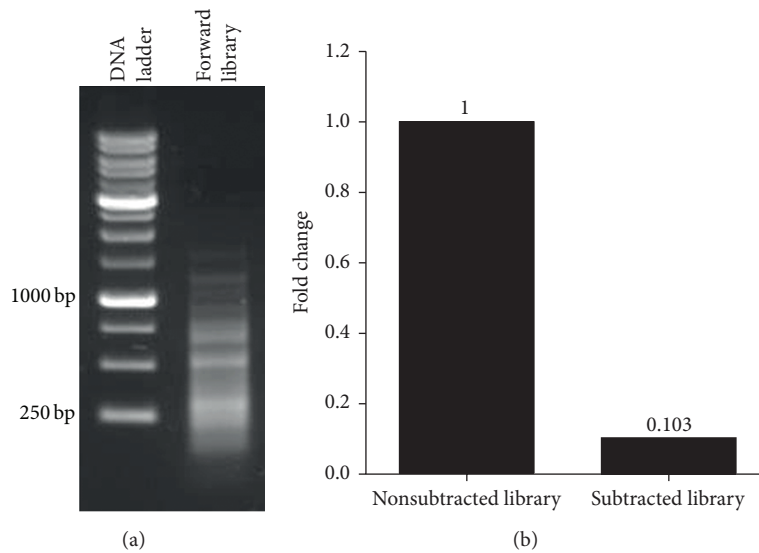 DNA
ladder
Forward
library
1000 bp
250 bp
(a)
Fold change
1.2
1.0
0.8
0.6
0.4
0.2
0.0
1
0.103
Nonsubtracted library
Subtracted library
(b)